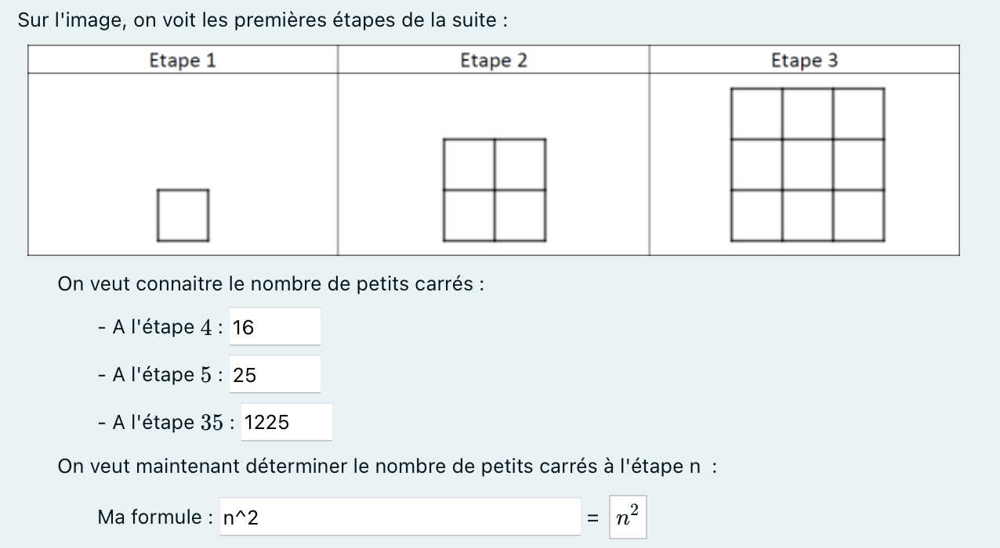 Sur l'image, on voit les premières étapes de la suite :
Etape 1 Etape 2 Etape 3
On veut connaitre le nombre de petits carrés :
- A l'étape 4 : 16
- A l'étape 5 : 25
- A l'étape 35 : 1225
On veut maintenant déterminer le nombre de petits carrés à l'étape n :
Ma formule : n^2 = n²